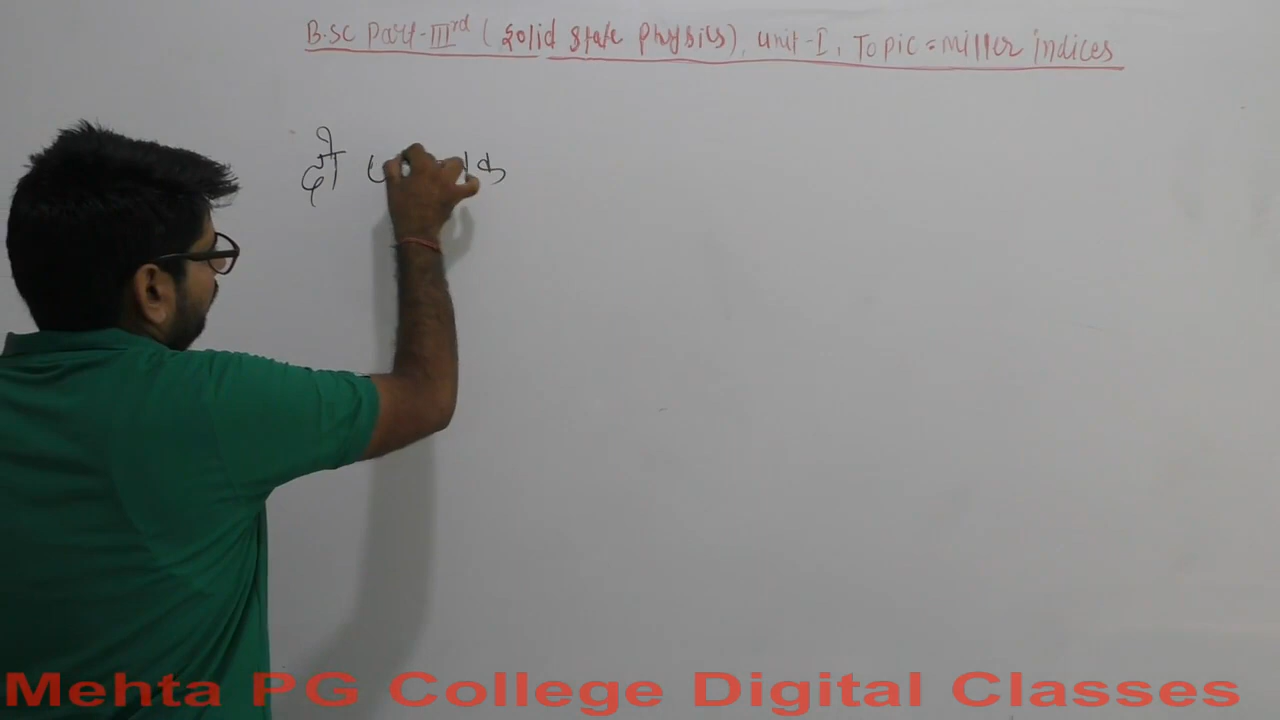 B.SC Part-IIIrd (Solid state physics), unit-I, Topic = miller indices
दो
Mehta PG College Digital Classes